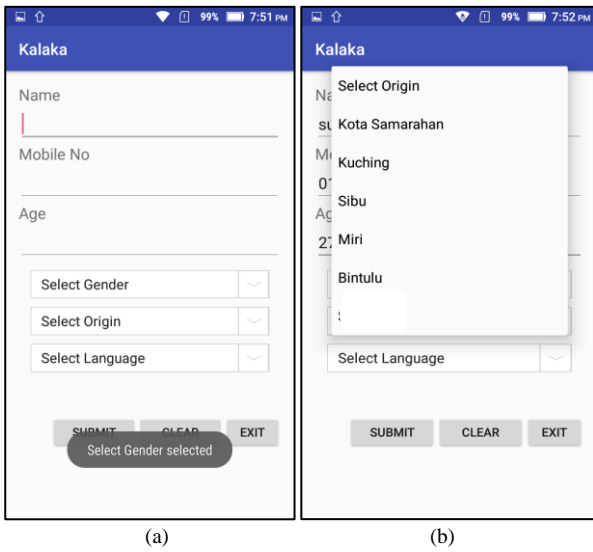 99% 7:51 PM
Kalaka
Name
Mobile No
Age
Select Gender
Select Origin
Select Language
SUBMIT CLEAR EXIT
Select Gender selected
(a)
99% 7:52 PM
Kalaka
Select Origin
Kota Samarahan
Kuching
Sibu
Miri
Bintulu
27
Select Language
SUBMIT CLEAR EXIT
(b)